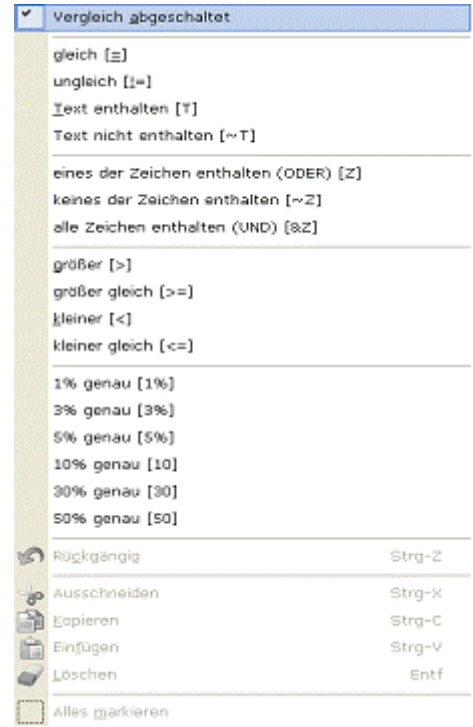 Vergleich abgeschaltet
gleich [=]
ungleich [!=]
Text enthalten [T]
Text nicht enthalten [~T]
eines der Zeichen enthalten (ODER) [Z]
keines der Zeichen enthalten [~Z]
alle Zeichen enthalten (UND) [&Z]
größer [>]
größer gleich [>=]
kleiner [<]
kleiner gleich [<=]
1% genau [1%]
3% genau [3%]
5% genau [5%]
10% genau [10]
30% genau [30]
50% genau [50]
Rückgängig Strg-Z
Ausschneiden Strg-X
Kopieren Strg-C
Einfügen Strg-V
Löschen Entf
Alles markieren